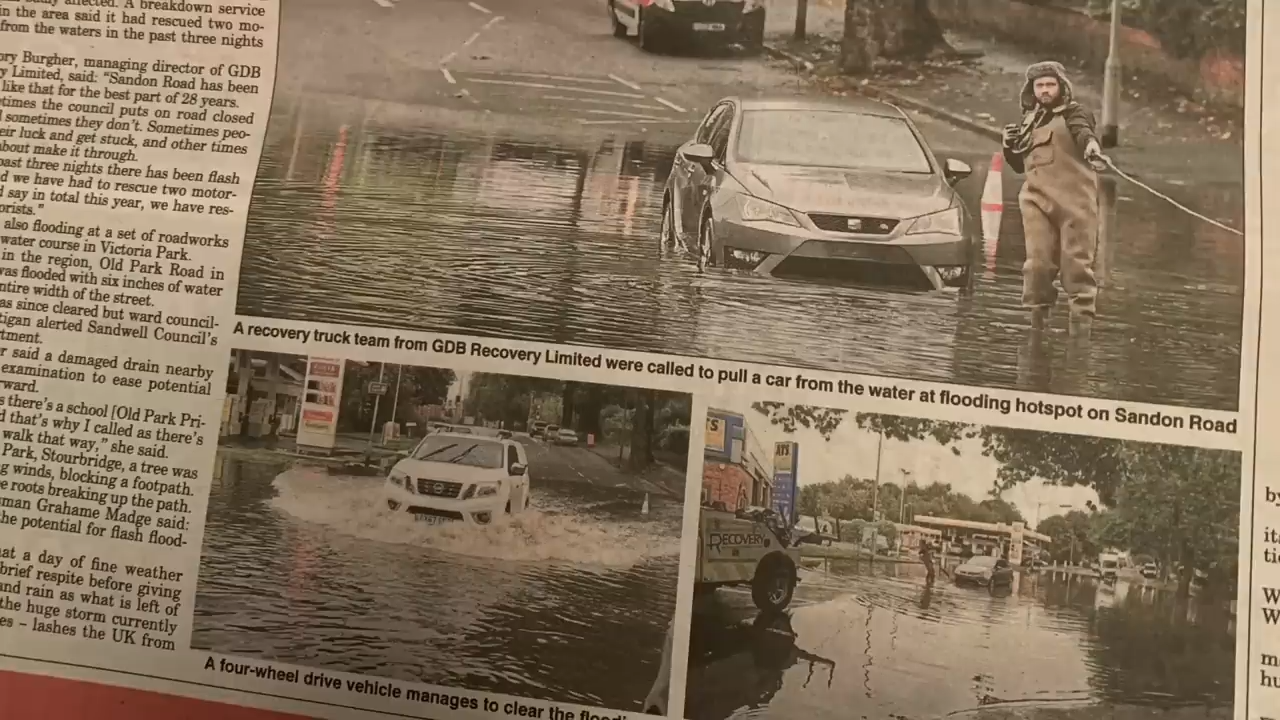 affected. A breakdown service
in the area said it had rescued two mo-
from the waters in the past three nights
ory Burgher, managing director of GDB
y Limited, said: “Sandon Road has been
like that for the best part of 28 years.
times the council puts on road closed
sometimes they don't. Sometimes peo-
eir luck and get stuck, and other times
about make it through.
past three nights there has been flash
d we have had to rescue two motor-
say in total this year, we have res-
orists.”
also flooding at a set of roadworks
water course in Victoria Park.
in the region, Old Park Road in
was flooded with six inches of water
ntire width of the street.
as since cleared but ward council-
tigan alerted Sandwell Council's
rtment.
r said a damaged drain nearby
examination to ease potential
rward.
s there's a school [Old Park Pri-
d that's why I called as there's
walk that way,” she said.
Park, Stourbridge, a tree was
g winds, blocking a footpath.
e roots breaking up the path.
man Grahame Madge said:
he potential for flash flood-
at a day of fine weather
brief respite before giving
and rain as what is left of
the huge storm currently
es – lashes the UK from
A recovery truck team from GDB Recovery Limited were called to pull a car from the water at flooding hotspot on Sandon Road
A four-wheel drive vehicle manages to clear the floodi
ATS
RECOVERY
by
its
tio
W
W
m
hu